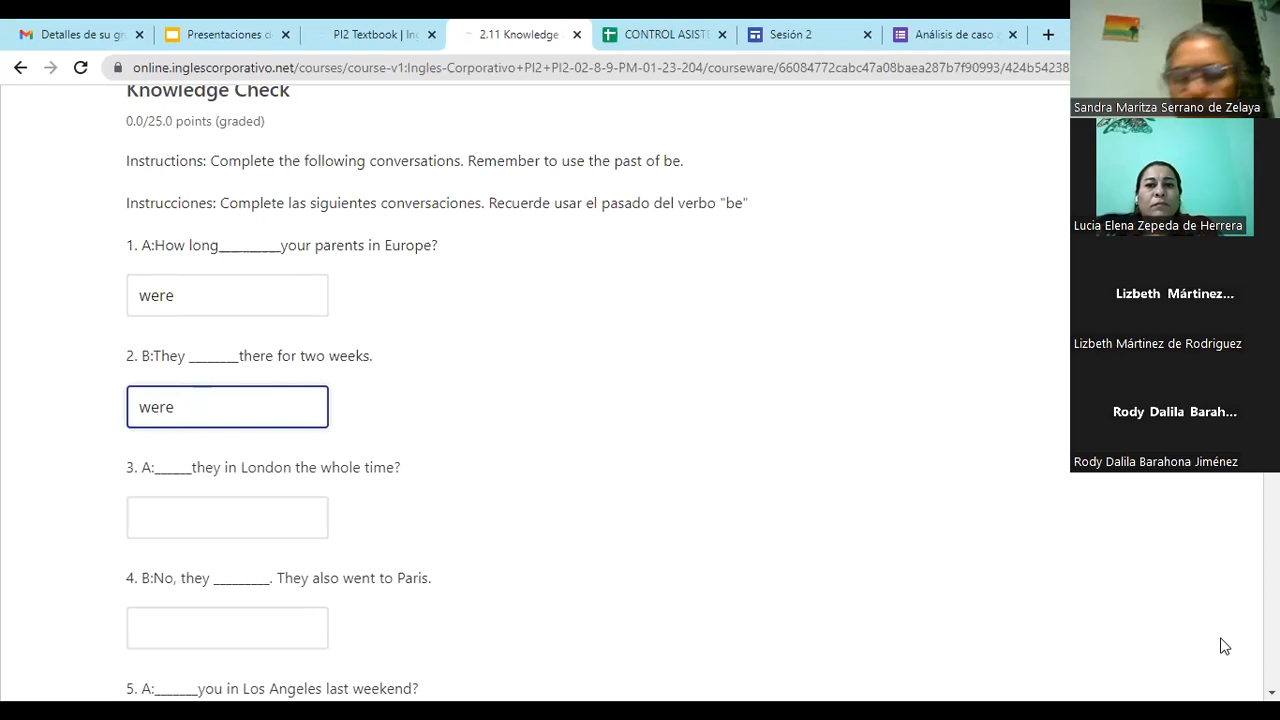 Detalles de su gr
Presentaciones d
PI2 Textbook | In
2.11 Knowledge
CONTROL ASIST
Sesión 2
Análisis de caso
online.inglescorporativo.net/courses/course-v1:Ingles-Corporativo+PI2+PI2-02-8-9-PM-01-23-204/courseware/66084772cabc47a08baea287b7f90993/424b54238
Knowledge Check
0.0/25.0 points (graded)
Instructions: Complete the following conversations. Remember to use the past of be.
Instrucciones: Complete las siguientes conversaciones. Recuerde usar el pasado del verbo "be"
1. A:How long__________your parents in Europe?
were
2. B:They ________there for two weeks.
were
3. A:______they in London the whole time?
4. B:No, they _________. They also went to Paris.
5. A:_______you in Los Angeles last weekend?
Sandra Maritza Serrano de Zelaya
Lucia Elena Zepeda de Herrera
Lizbeth Mártinez...
Lizbeth Mártinez de Rodriguez
Rody Dalila Barah...
Rody Dalila Barahona Jiménez